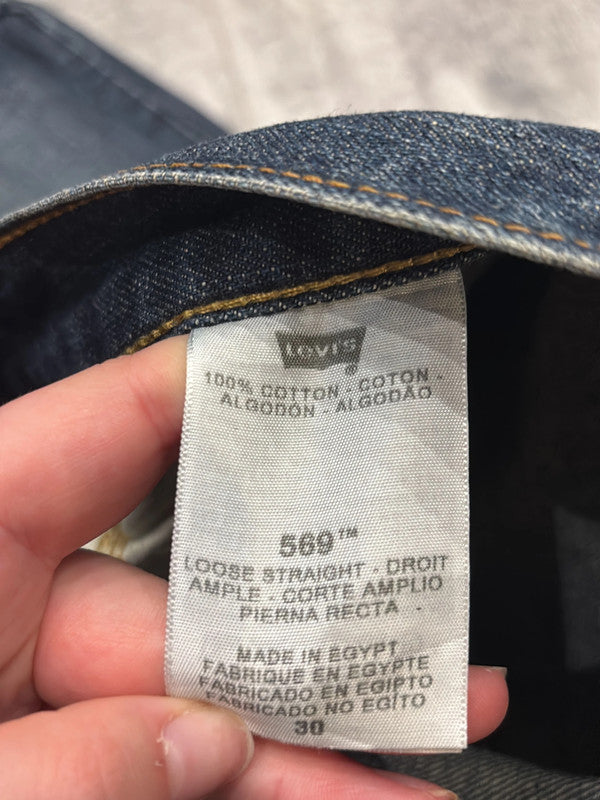 Levi's
®
100% COTTON - COTON -
ALGODÓN - ALGODÃO
569™
LOOSE STRAIGHT - DROIT
AMPLE - CORTE AMPLIO
PIERNA RECTA -
MADE IN EGYPT
FABRIQUE EN EGYPTE
FABRICADO EN EGIPTO
FABRICADO NO EGÍTO
30